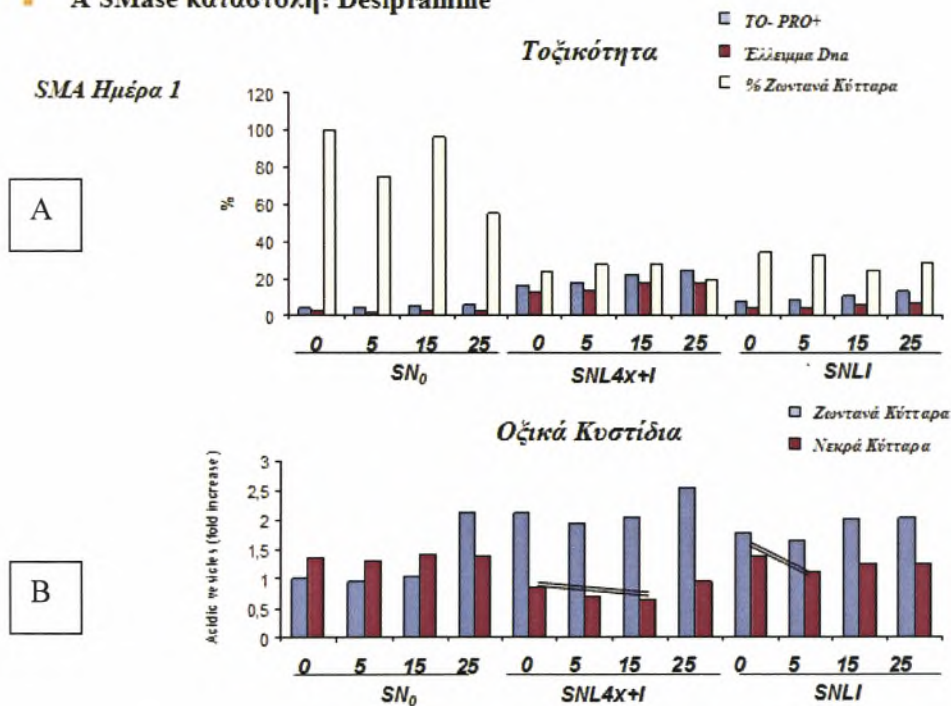 A SMase καταστολή: Desipramine
TO- PRO+
Έλλειμμα Dna
% Ζωντανά Κύτταρα
Τοξικότητα
SMA Ημέρα 1
A
%
120
100
80
60
40
20
0
0 5 15 25 0 5 15 25 0 5 15 25
SN₀ SNL4x+I SNLI
Ζωντανά Κύτταρα
Νεκρά Κύτταρα
Οξικά Κυστίδια
B
Acidic vesicles (fold increase)
3
2,5
2
1,5
1
0,5
0
0 5 15 25 0 5 15 25 0 5 15 25
SN₀ SNL4x+I SNLI